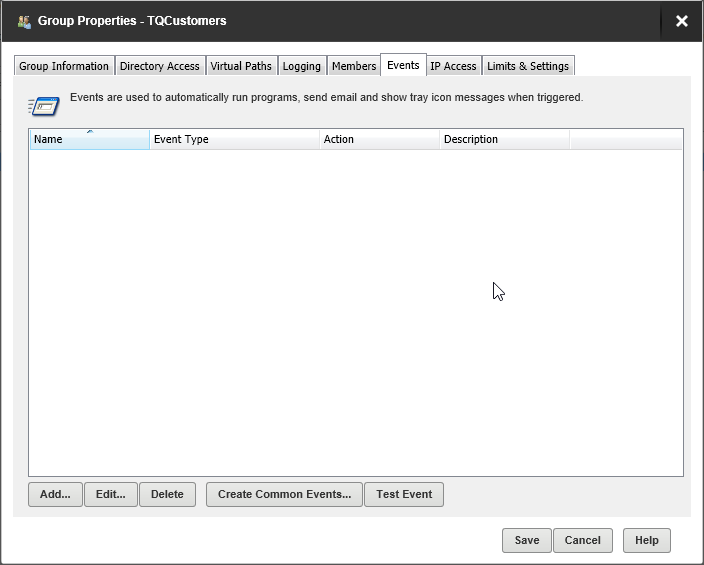 Group Properties - TQCustomers
Group Information Directory Access Virtual Paths Logging Members Events IP Access Limits & Settings
Events are used to automatically run programs, send email and show tray icon messages when triggered.
Name Event Type Action Description
Add... Edit... Delete Create Common Events... Test Event
Save Cancel Help